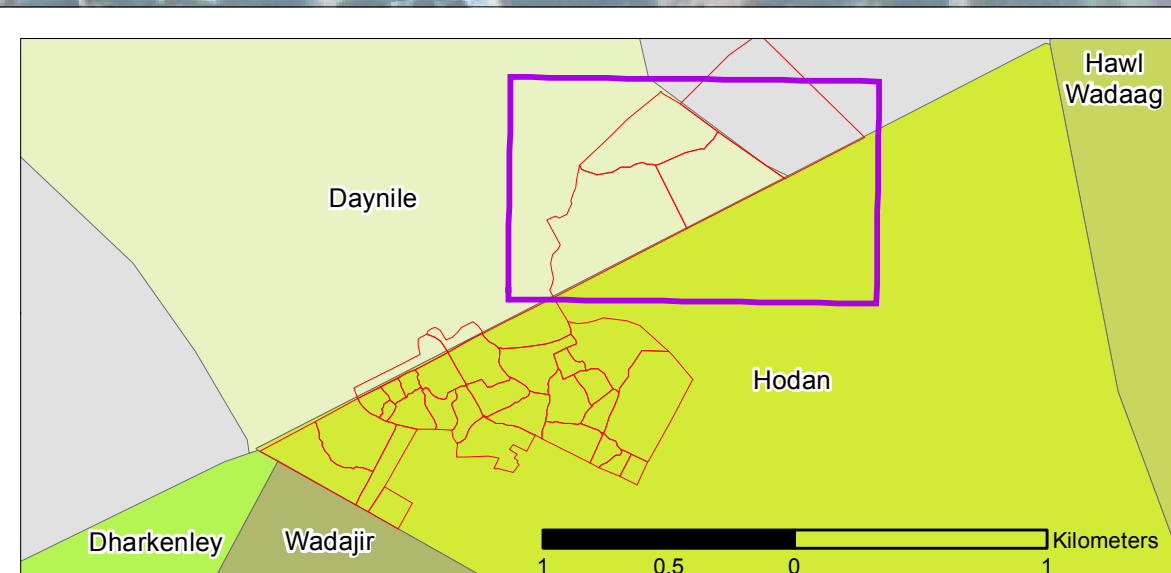 Hawl
Wadaag
Daynile
Hodan
Dharkenley
Wadajir
Kilometers
1 0.5 0 1